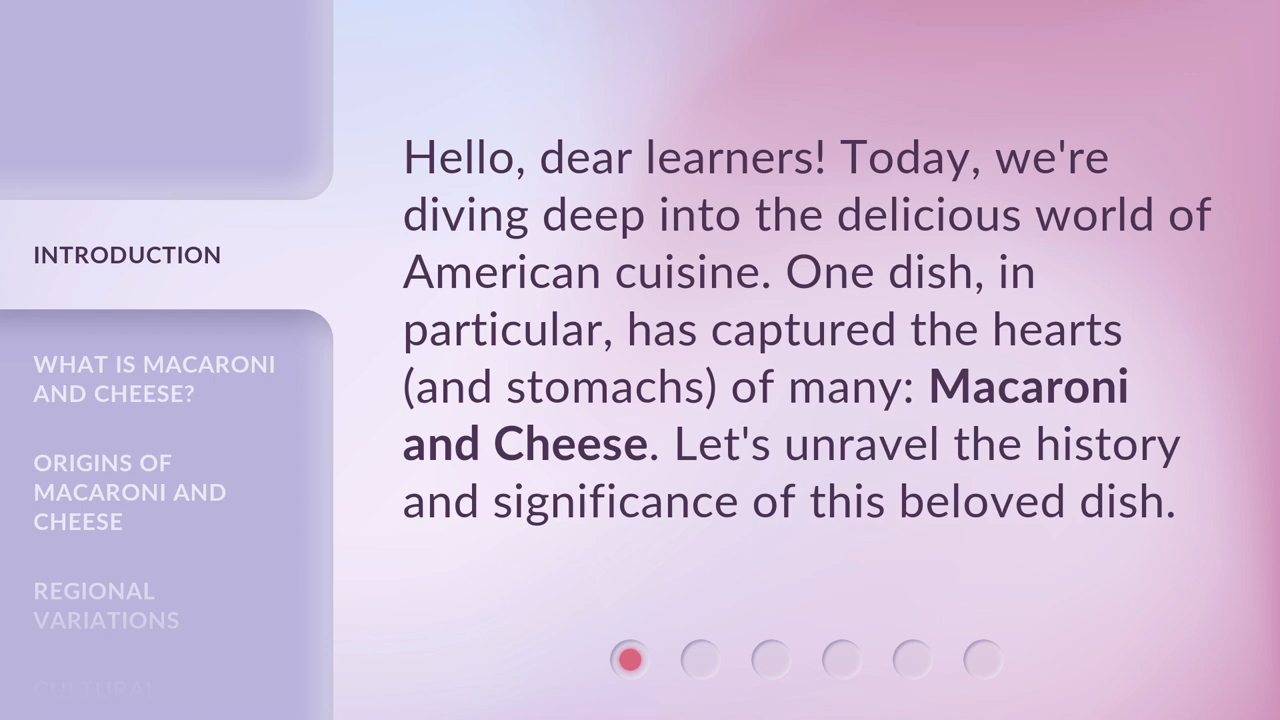 INTRODUCTION
WHAT IS MACARONI
AND CHEESE?
ORIGINS OF
MACARONI AND
CHEESE
REGIONAL
VARIATIONS
CULTURAL
Hello, dear learners! Today, we're
diving deep into the delicious world of
American cuisine. One dish, in
particular, has captured the hearts
(and stomachs) of many: Macaroni
and Cheese. Let's unravel the history
and significance of this beloved dish.